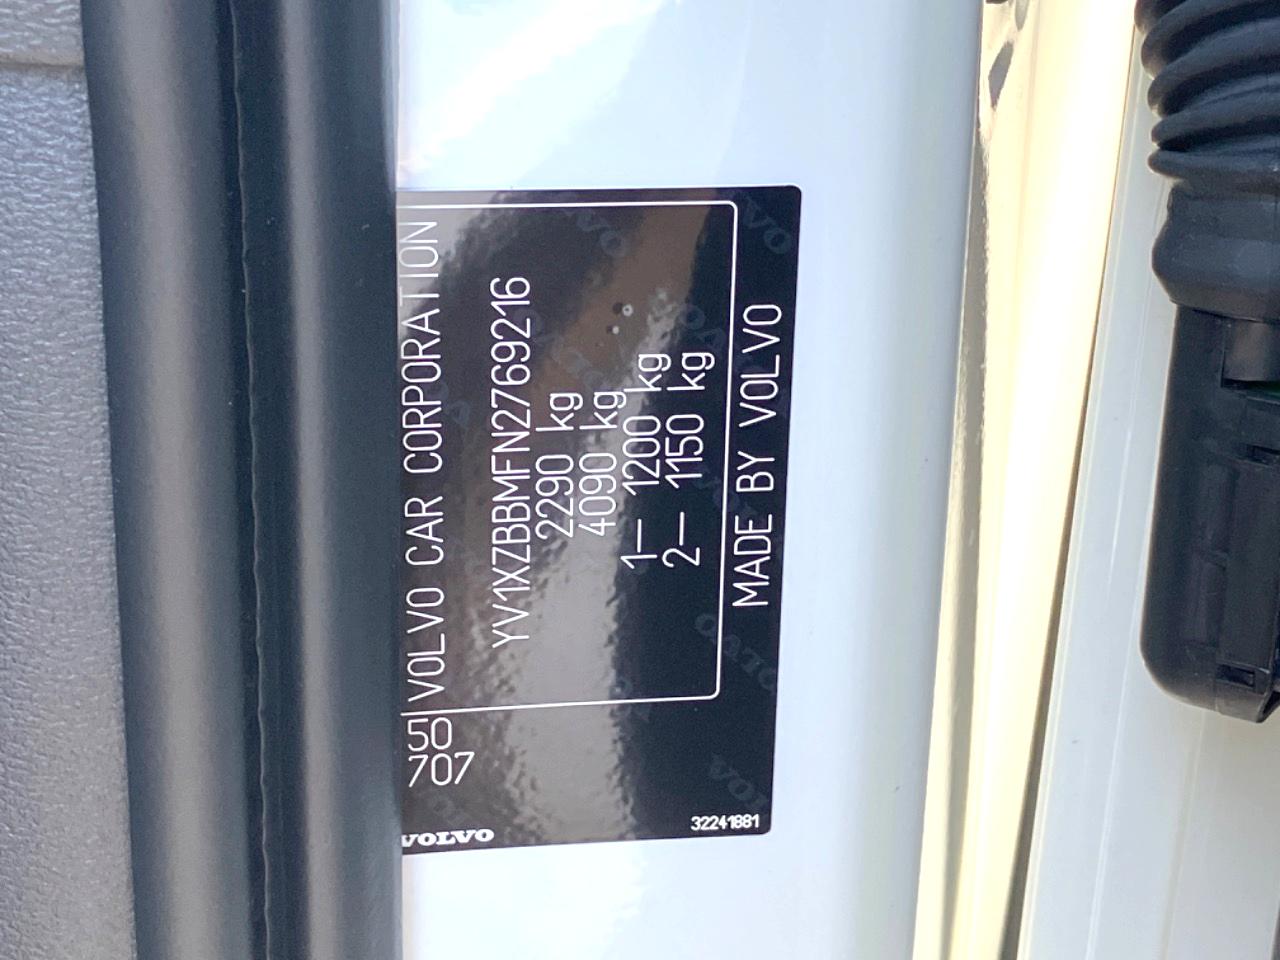 VOLVO CAR CORPORATION
YV1XZBBMFN2769216
2290 kg
4090 kg
1– 1200 kg
2– 1150 kg
MADE BY VOLVO
50
707
VOLVO
32241881